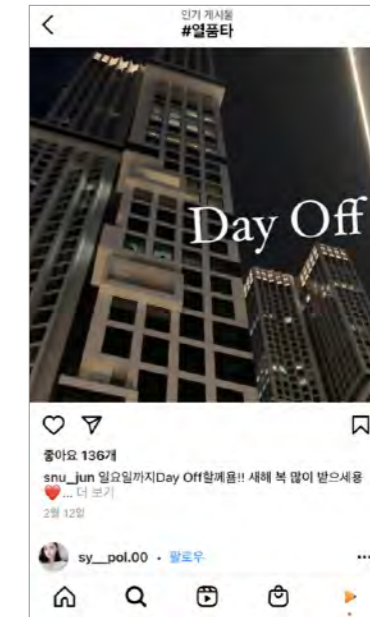 인기 게시물
#열품타
Day Off
좋아요 136개
snu_jun 일요일까지Day Off할께욤!! 새해 복 많이 받으세용
❤️... 더 보기
2월 12일
sy__pol.00 • 팔로우